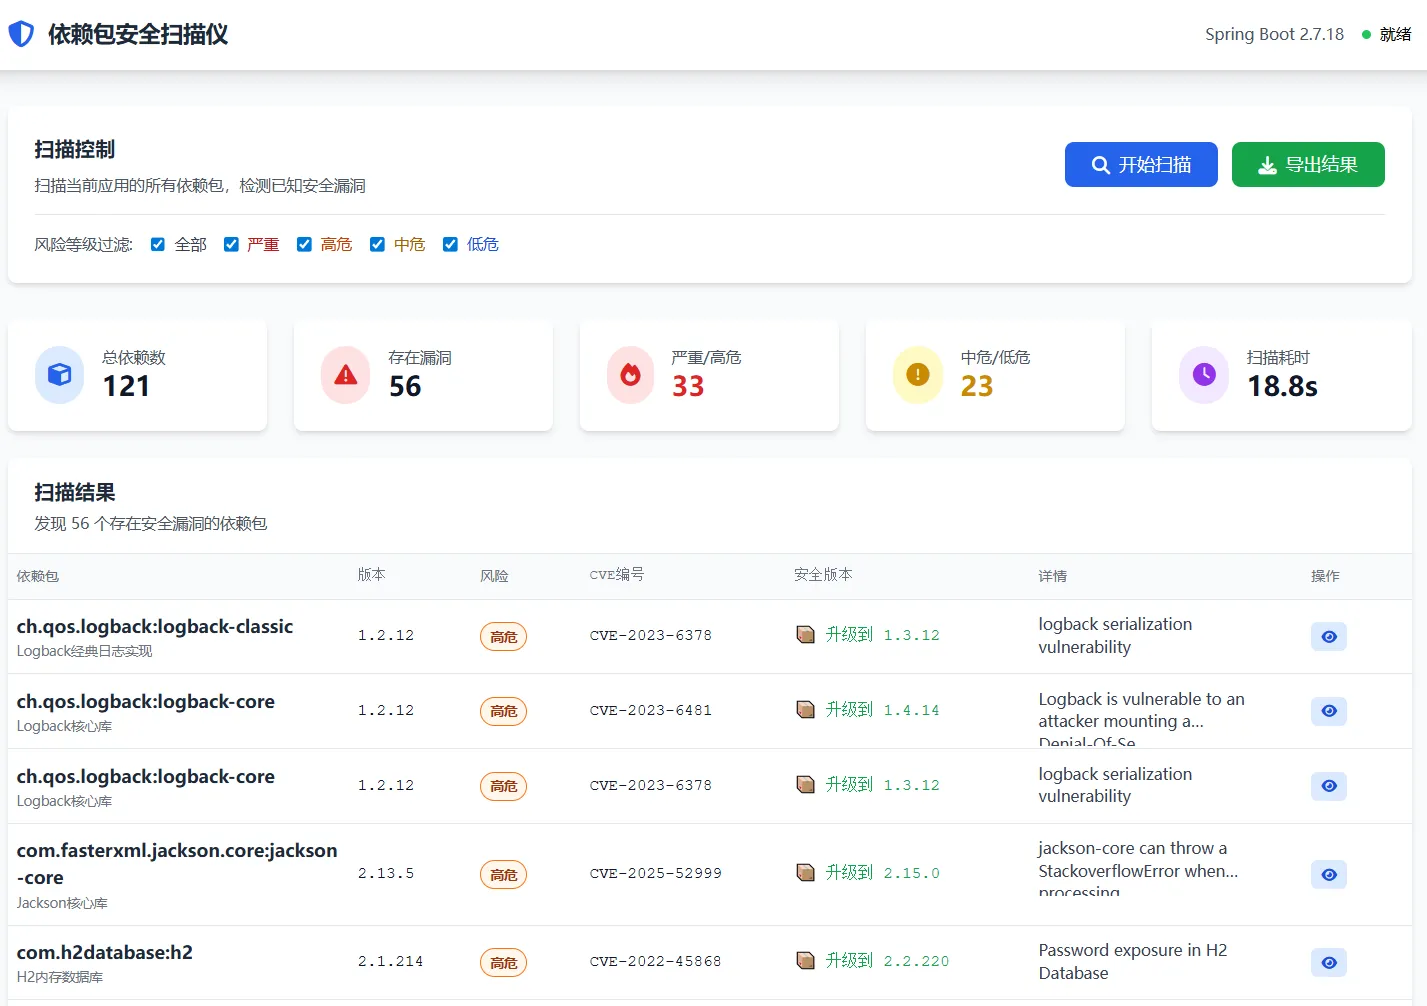 依赖包安全扫描仪
Spring Boot 2.7.18 就绪
扫描控制
扫描当前应用的所有依赖包，检测已知安全漏洞
开始扫描
导出结果
风险等级过滤: 全部 严重 高危 中危 低危
总依赖数
121
存在漏洞
56
严重/高危
33
中危/低危
23
扫描耗时
18.8s
扫描结果
发现 56 个存在安全漏洞的依赖包
依赖包 版本 风险 CVE编号 安全版本 详情 操作
ch.qos.logback:logback-classic
Logback经典日志实现
1.2.12
高危
CVE-2023-6378
升级到 1.3.12
logback serialization
vulnerability
ch.qos.logback:logback-core
Logback核心库
1.2.12
高危
CVE-2023-6481
升级到 1.4.14
Logback is vulnerable to an
attacker mounting a...
Denial-Of-Se
ch.qos.logback:logback-core
Logback核心库
1.2.12
高危
CVE-2023-6378
升级到 1.3.12
logback serialization
vulnerability
com.fasterxml.jackson.core:jackson
-core
Jackson核心库
2.13.5
高危
CVE-2025-52999
升级到 2.15.0
jackson-core can throw a
StackoverflowError when...
processing
com.h2database:h2
H2内存数据库
2.1.214
高危
CVE-2022-45868
升级到 2.2.220
Password exposure in H2
Database